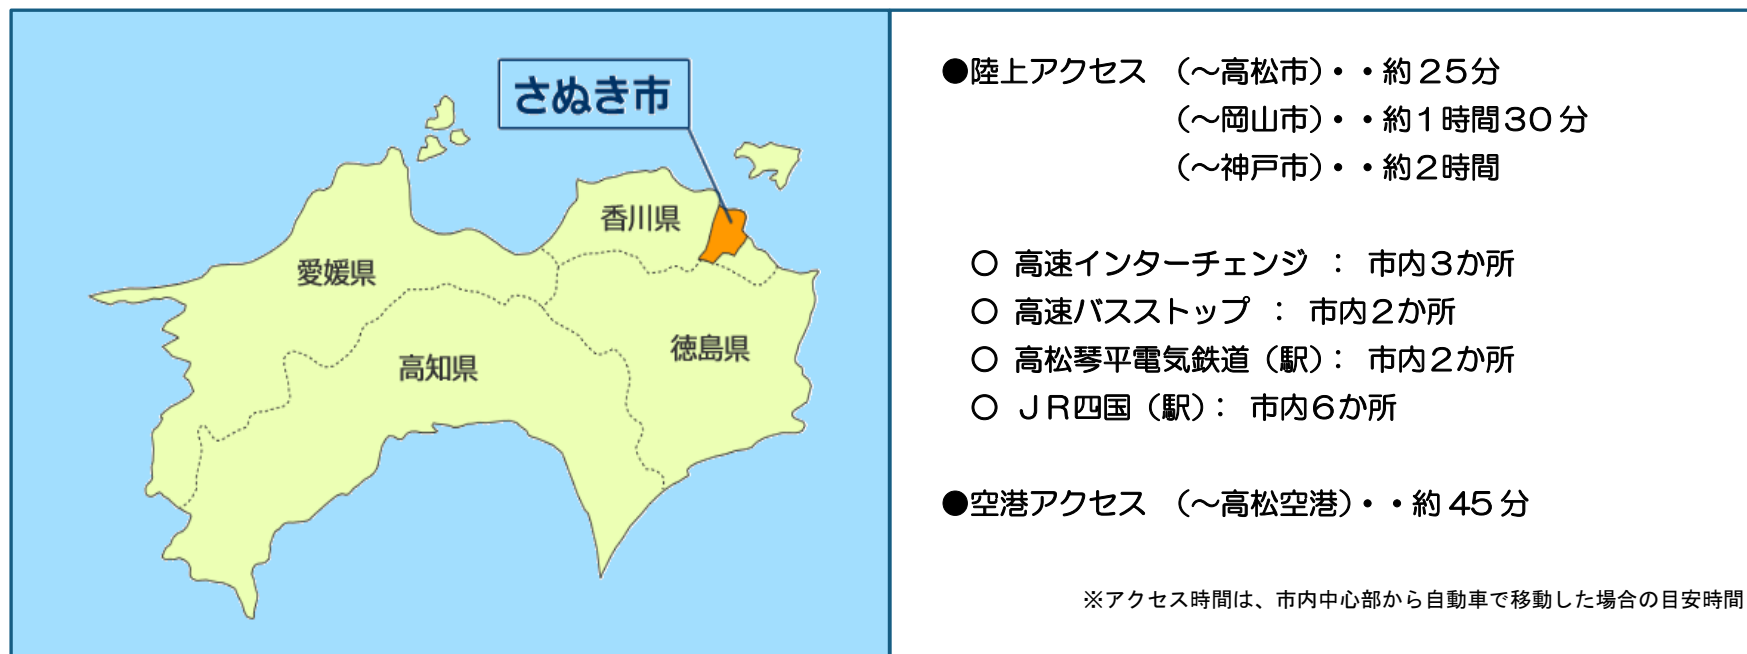 さぬき市
香川県
愛媛県
徳島県
高知県
●陸上アクセス （～高松市）・・約２５分
（～岡山市）・・約１時間３０分
（～神戸市）・・約２時間
○ 高速インターチェンジ ： 市内３か所
○ 高速バスストップ ： 市内２か所
○ 高松琴平電気鉄道（駅）： 市内２か所
○ ＪＲ四国（駅）： 市内６か所
●空港アクセス （～高松空港）・・約 45 分
※アクセス時間は、市内中心部から自動車で移動した場合の目安時間